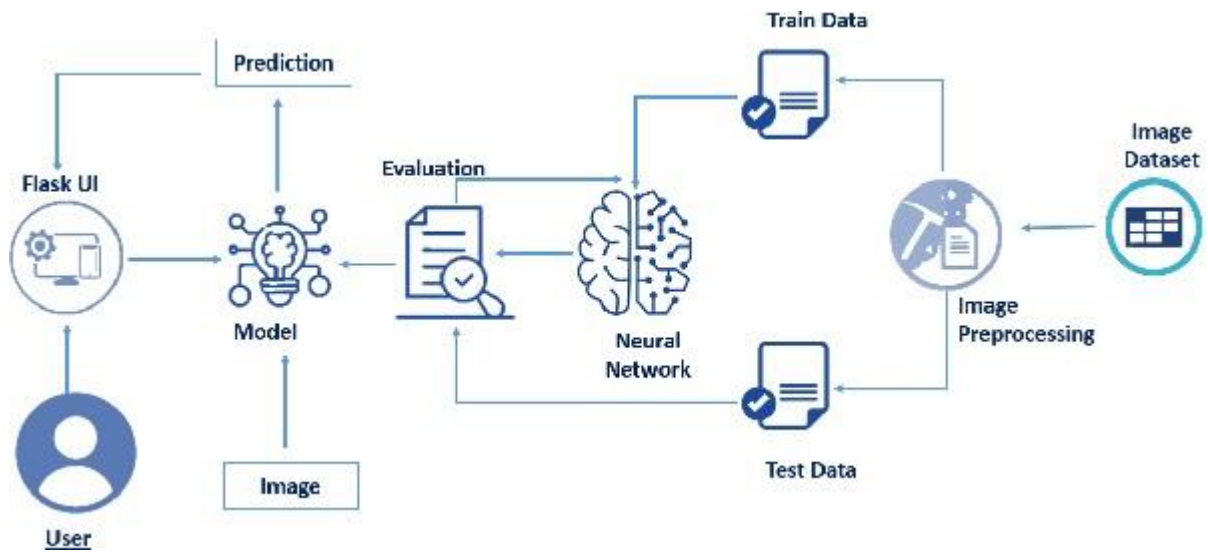 Train Data
Prediction
Image
Dataset
Evaluation
Flask UI
Image
Preprocessing
Model
Neural
Network
Test Data
Image
User